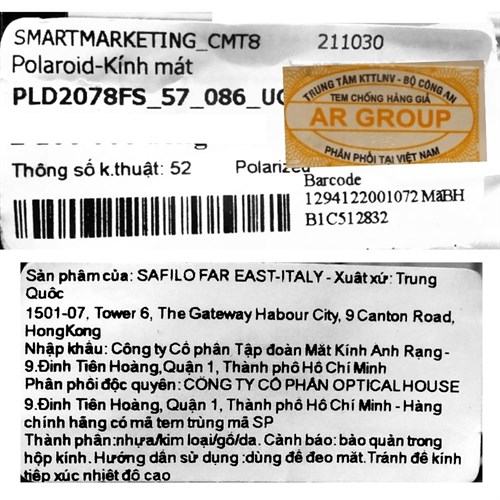 SMARTMARKETING_CMT8 211030
Polaroid-Kính mát
PLD2078FS_57_086_UC
TRUNG TÂM KTTLNV - BỘ CÔNG AN
TEM CHỐNG HÀNG GIẢ
AR GROUP
PHÂN PHỐI TẠI VIỆT NAM
Thông số k.thuật: 52 Polarized
Barcode
1294122001072 MãBH
B1C512832
Sản phẩm của: SAFILO FAR EAST-ITALY - Xuất xứ: Trung
Quốc
1501-07, Tower 6, The Gateway Habour City, 9 Canton Road,
HongKong
Nhập khẩu: Công ty Cổ phần Tập đoàn Mắt Kính Anh Rạng-
9.Đinh Tiên Hoàng,Quận 1, Thành phố Hồ Chí Minh
Phân phối độc quyền: CÔNG TY CỔ PHẦN OPTICALHOUSE
9.Đinh Tiên Hoàng, Quận 1, Thành phố Hồ Chí Minh - Hàng
chính hãng có mã tem trùng mã SP
Thành phần:nhựa/kim loại/gỗ/da. Cảnh báo: bảo quản trong
hộp kính. Hướng dẫn sử dụng :dùng để đeo mắt.Tránh để kính
tiếp xúc nhiệt độ cao